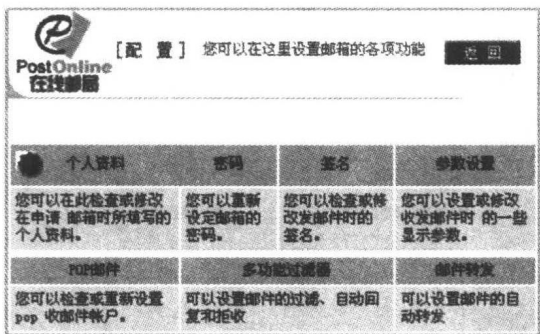 PostOnline
在线邮局
[配 置] 您可以在这里设置邮箱的各项功能
返 回
个人资料 密码 签名 参数设置
您可以在此检查或修改 您可以重新 您可以检查或修 您可以设置或修改
在申请 邮箱时所填写的 设定邮箱的 改发邮件时的 收发邮件时 的一些
个人资料。 密码。 签名。 显示参数。
POP邮件 多功能过滤器 邮件转发
您可以检查或重新设置 可以设置邮件的过滤、自动回 可以设置邮件的自
pop 收邮件帐户。 复和拒收 动转发